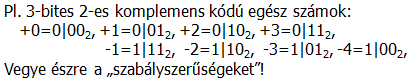 Pl. 3-bites 2-es komplemens kódú egész számok:
+0=0|00₂, +1=0|01₂, +2=0|10₂, +3=0|11₂,
-1=1|11₂, -2=1|10₂, -3=1|01₂, -4=1|00₂,
Vegye észre a „szabályszerűségeket”!